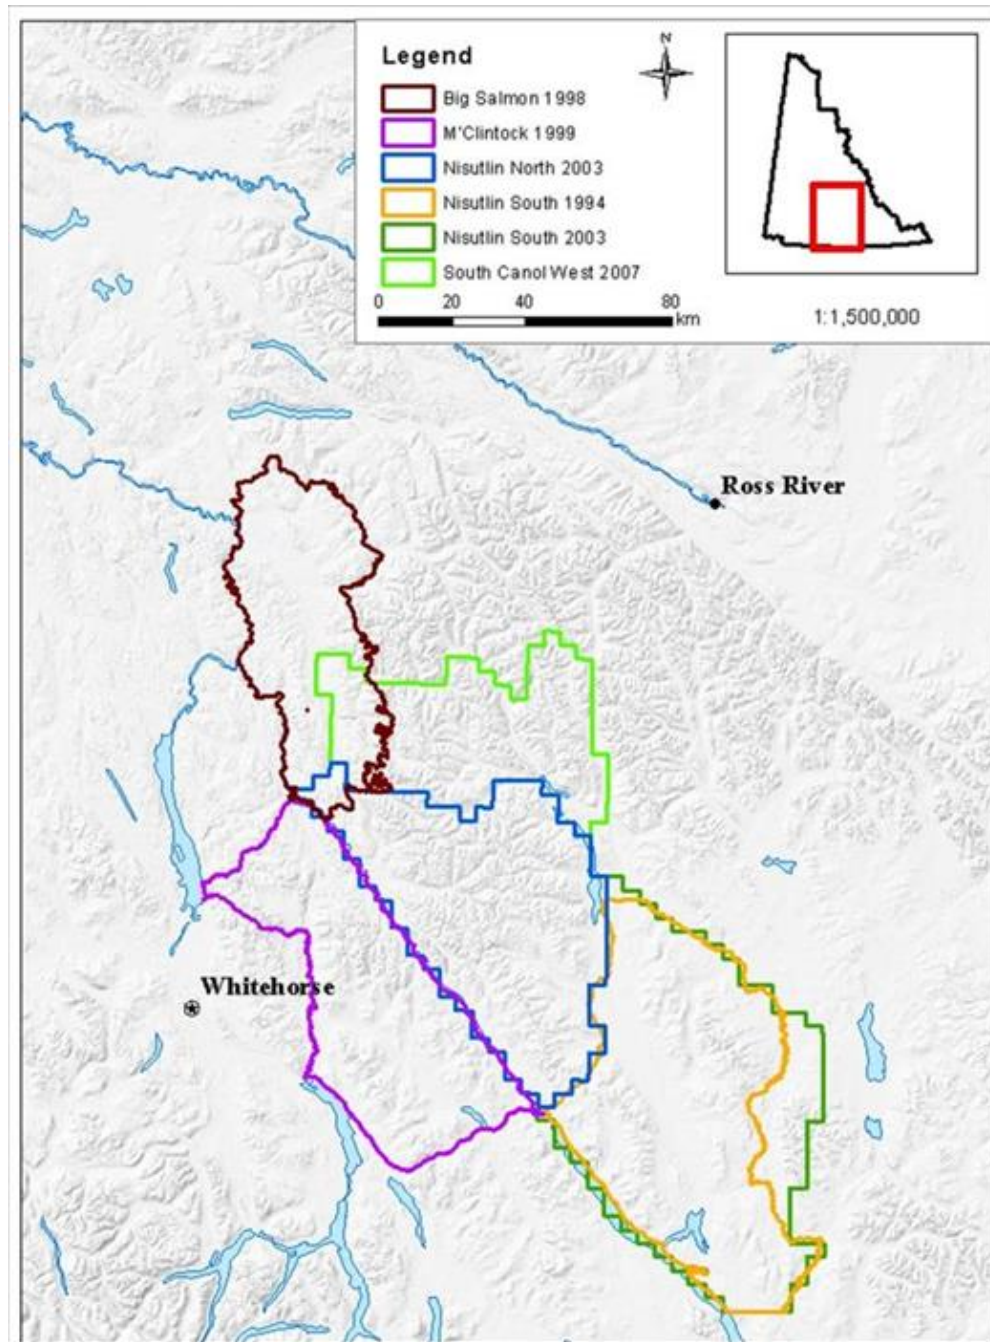 Legend
N
Big Salmon 1998
M'Clintock 1999
Nisutlin North 2003
Nisutlin South 1994
Nisutlin South 2003
South Canol West 2007
0 20 40 80
km
1:1,500,000
Ross River
Whitehorse